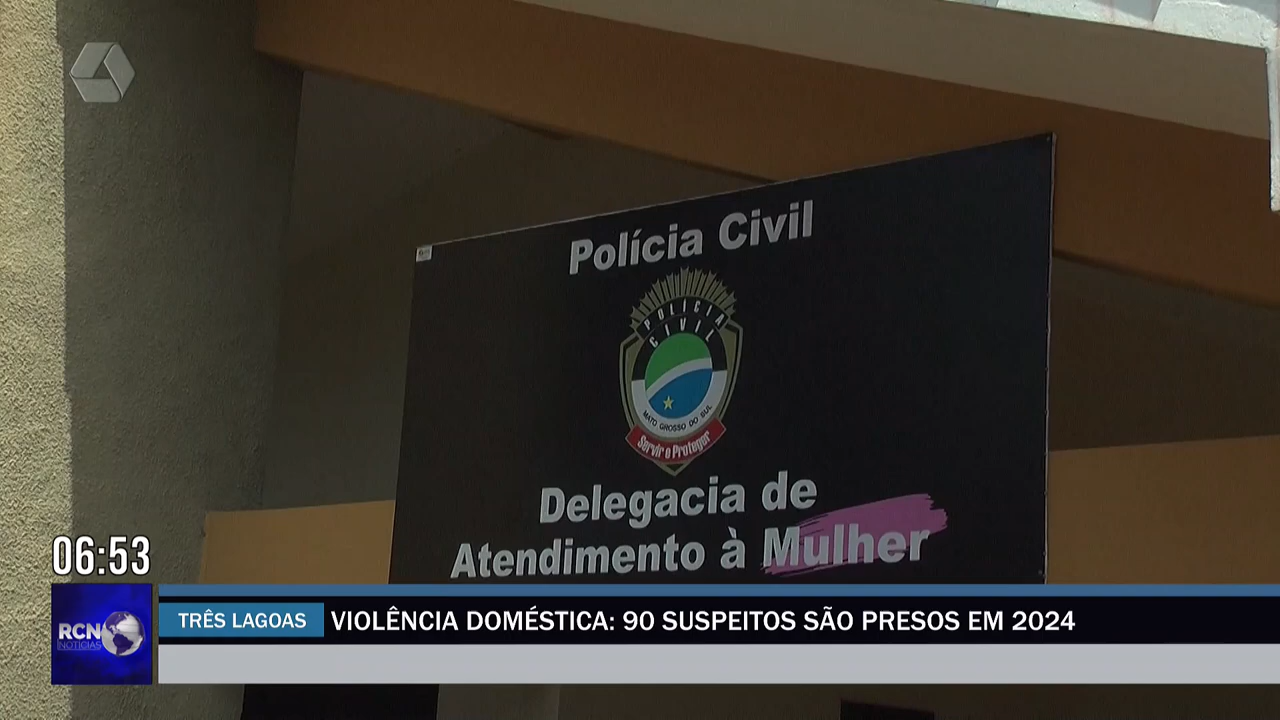 Polícia Civil
POLÍCIA
CIVIL
MATO GROSSO DO SUL
Servir e Proteger
Delegacia de
Atendimento à Mulher
06:53
RCN
NOTÍCIAS
TRÊS LAGOAS
VIOLÊNCIA DOMÉSTICA: 90 SUSPEITOS SÃO PRESOS EM 2024